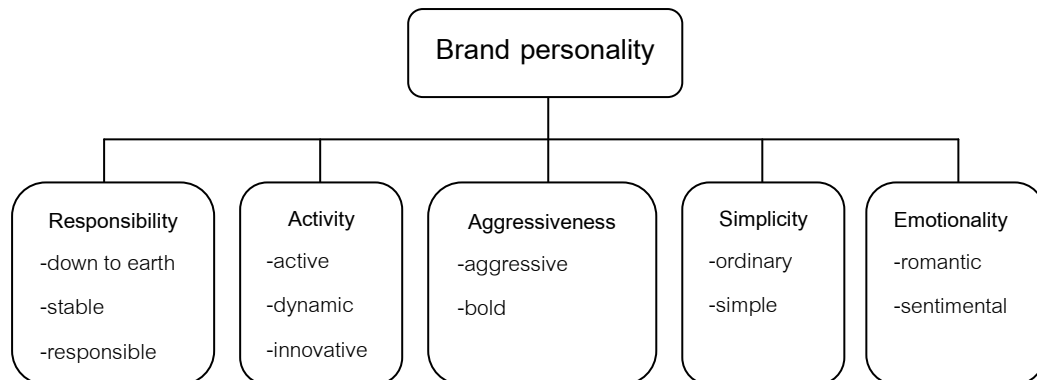 Brand personality
Responsibility
-down to earth
-stable
-responsible
Activity
-active
-dynamic
-innovative
Aggressiveness
-aggressive
-bold
Simplicity
-ordinary
-simple
Emotionality
-romantic
-sentimental